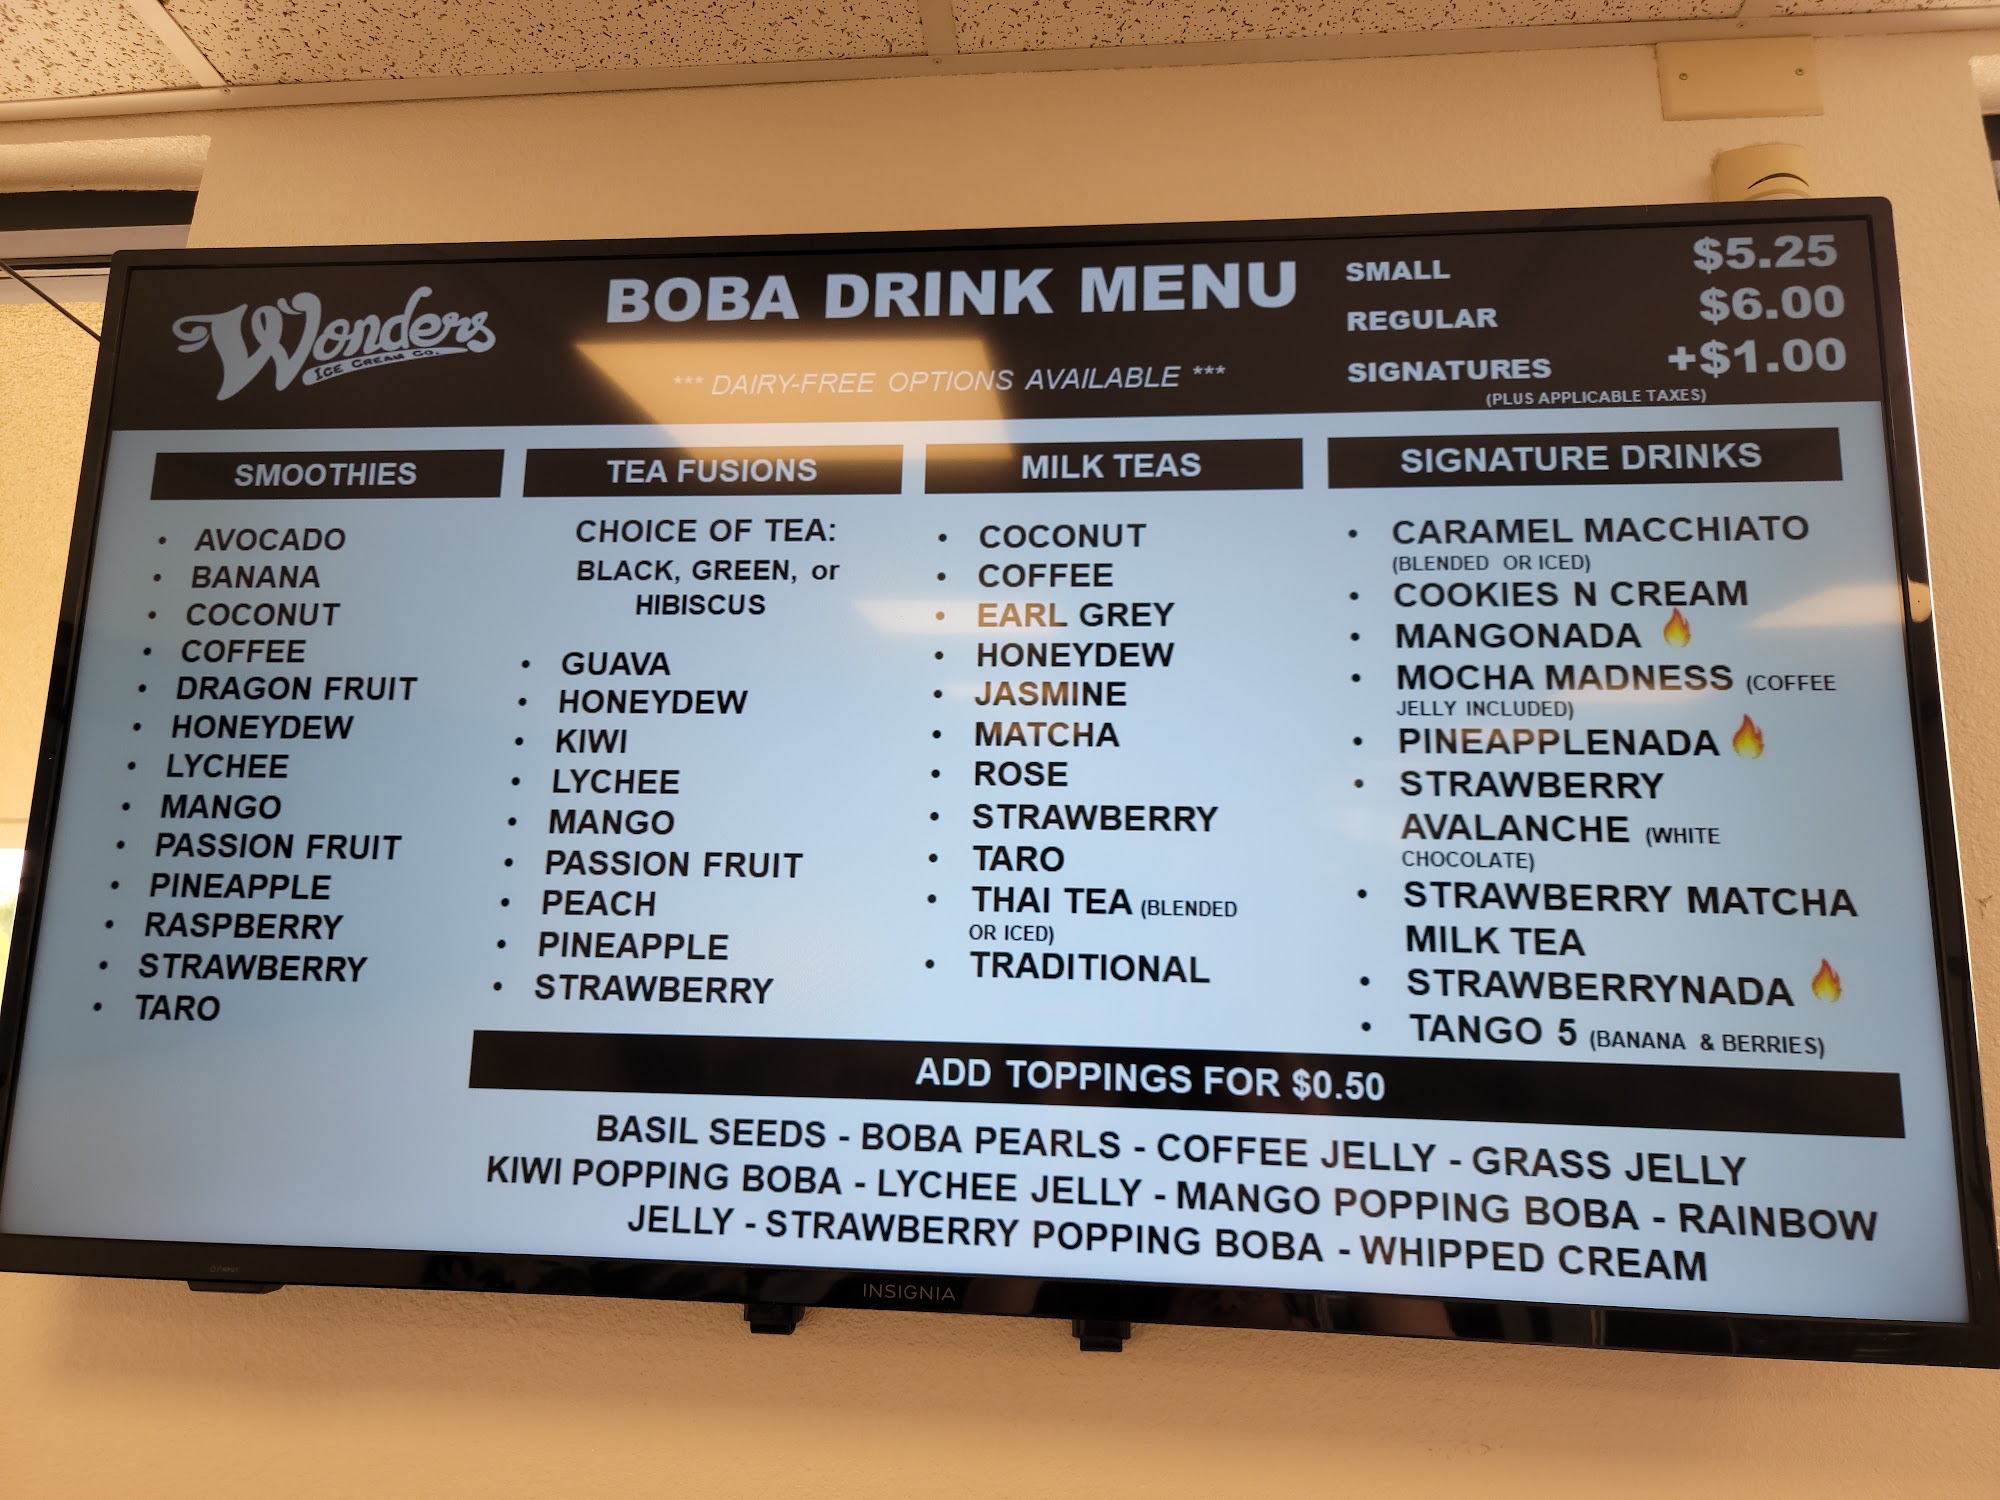 Wonders
ICE CREAM CO.
BOBA DRINK MENU
*** DAIRY-FREE OPTIONS AVAILABLE ***
SMALL $5.25
REGULAR $6.00
SIGNATURES +$1.00
(PLUS APPLICABLE TAXES)
SMOOTHIES
• AVOCADO
• BANANA
• COCONUT
• COFFEE
• DRAGON FRUIT
• HONEYDEW
• LYCHEE
• MANGO
• PASSION FRUIT
• PINEAPPLE
• RASPBERRY
• STRAWBERRY
• TARO
TEA FUSIONS
CHOICE OF TEA:
BLACK, GREEN, or
HIBISCUS
• GUAVA
• HONEYDEW
• KIWI
• LYCHEE
• MANGO
• PASSION FRUIT
• PEACH
• PINEAPPLE
• STRAWBERRY
MILK TEAS
• COCONUT
• COFFEE
• EARL GREY
• HONEYDEW
• JASMINE
• MATCHA
• ROSE
• STRAWBERRY
• TARO
• THAI TEA (BLENDED
OR ICED)
• TRADITIONAL
SIGNATURE DRINKS
• CARAMEL MACCHIATO
(BLENDED OR ICED)
• COOKIES N CREAM
• MANGONADA 🔥
• MOCHA MADNESS (COFFEE
JELLY INCLUDED)
• PINEAPPLENADA 🔥
• STRAWBERRY
AVALANCHE (WHITE
CHOCOLATE)
• STRAWBERRY MATCHA
MILK TEA
• STRAWBERRYNADA 🔥
• TANGO 5 (BANANA & BERRIES)
ADD TOPPINGS FOR $0.50
BASIL SEEDS - BOBA PEARLS - COFFEE JELLY - GRASS JELLY
KIWI POPPING BOBA - LYCHEE JELLY - MANGO POPPING BOBA - RAINBOW
JELLY - STRAWBERRY POPPING BOBA - WHIPPED CREAM
INSIGNIA